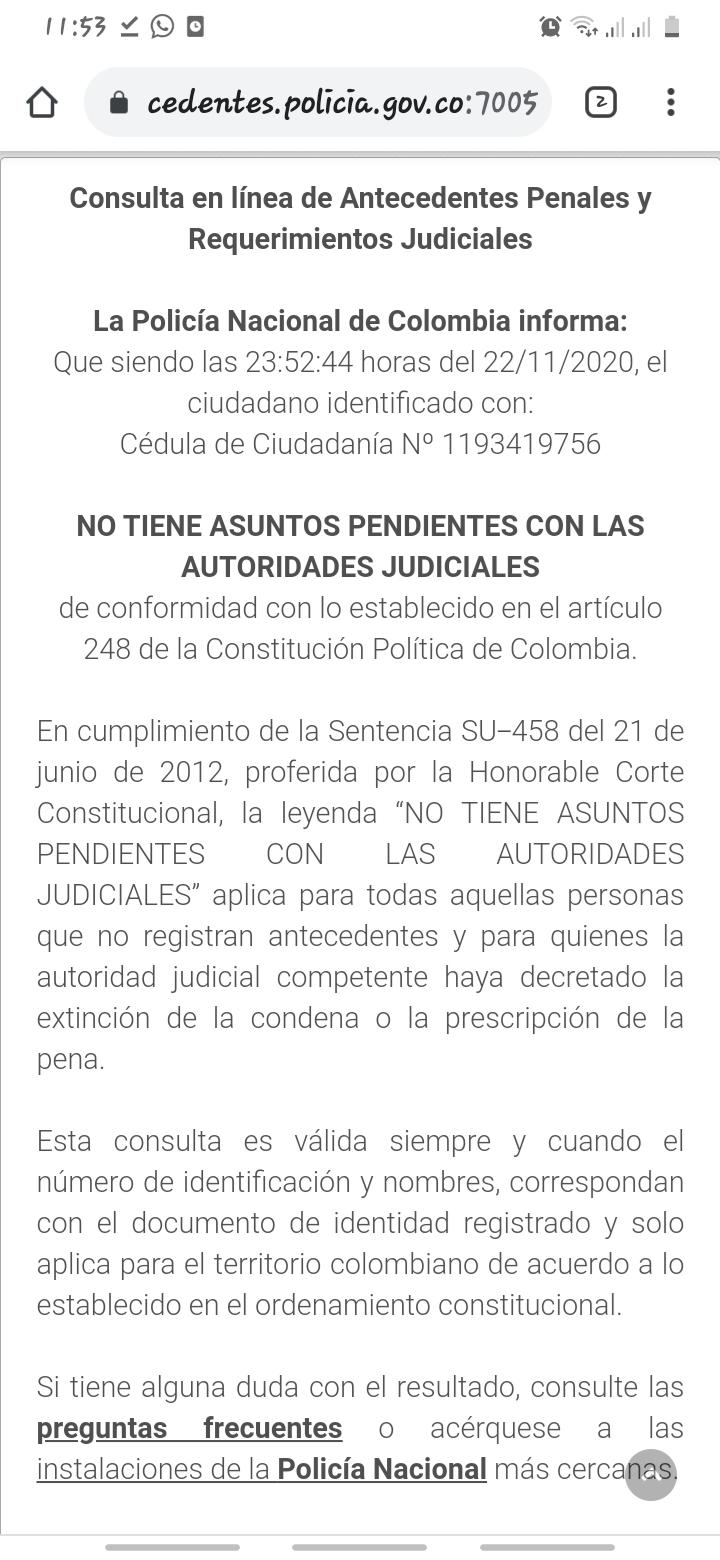 11:53
cedentes.policia.gov.co:7005
2
Consulta en línea de Antecedentes Penales y
Requerimientos Judiciales
La Policía Nacional de Colombia informa:
Que siendo las 23:52:44 horas del 22/11/2020, el
ciudadano identificado con:
Cédula de Ciudadanía Nº 1193419756
NO TIENE ASUNTOS PENDIENTES CON LAS
AUTORIDADES JUDICIALES
de conformidad con lo establecido en el artículo
248 de la Constitución Política de Colombia.
En cumplimiento de la Sentencia SU-458 del 21 de
junio de 2012, proferida por la Honorable Corte
Constitucional, la leyenda “NO TIENE ASUNTOS
PENDIENTES CON LAS AUTORIDADES
JUDICIALES” aplica para todas aquellas personas
que no registran antecedentes y para quienes la
autoridad judicial competente haya decretado la
extinción de la condena o la prescripción de la
pena.
Esta consulta es válida siempre y cuando el
número de identificación y nombres, correspondan
con el documento de identidad registrado y solo
aplica para el territorio colombiano de acuerdo a lo
establecido en el ordenamiento constitucional.
Si tiene alguna duda con el resultado, consulte las
preguntas frecuentes o acérquese a las
instalaciones de la Policía Nacional más cercanas.